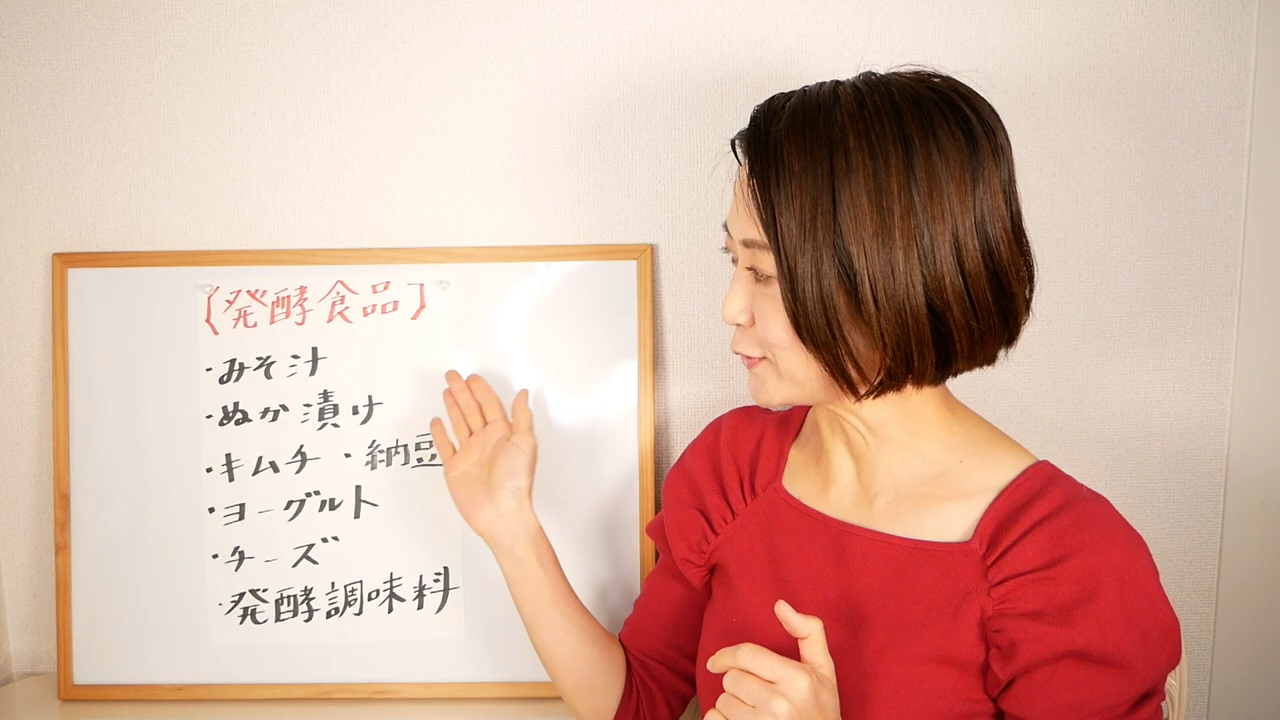 〔発酵食品〕
・みそ汁
・ぬか漬け
・キムチ・納豆
・ヨーグルト
・チーズ
・発酵調味料